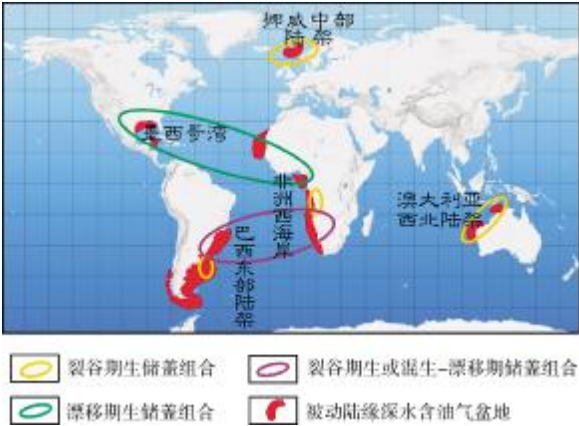 挪威中部
陆架
墨西哥湾
非洲西海岸
澳大利亚
西北陆架
巴西东部陆架
裂谷期生储盖组合
裂谷期生或混生-漂移期储盖组合
漂移期生储盖组合
被动陆缘深水含油气盆地